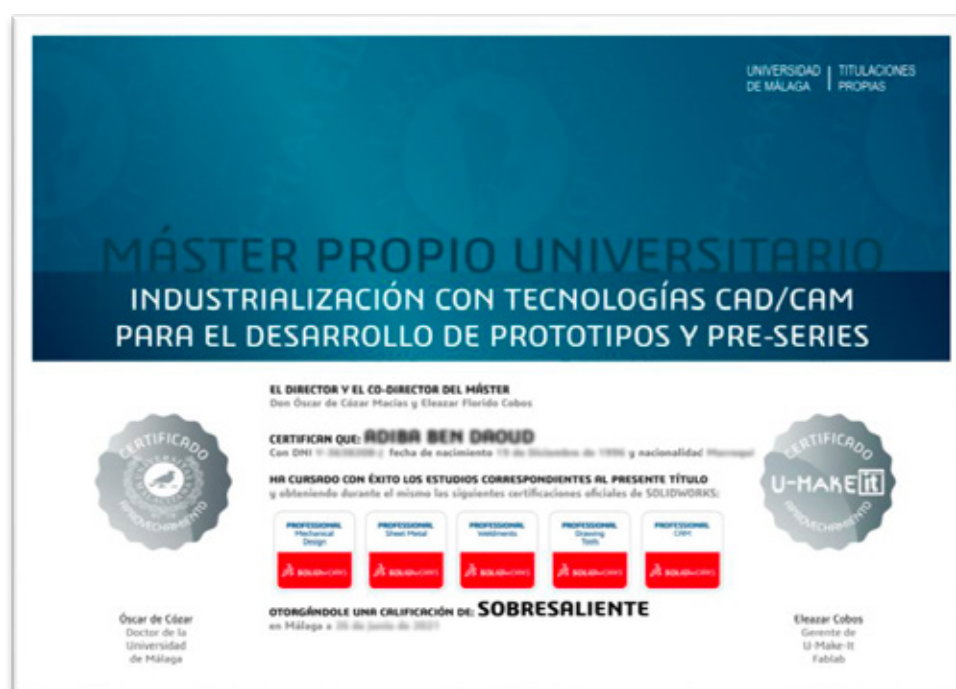 UNIVERSIDAD DE MÁLAGA | TITULACIONES PROPIAS
MÁSTER PROPIO UNIVERSITARIO
INDUSTRIALIZACIÓN CON TECNOLOGÍAS CAD/CAM
PARA EL DESARROLLO DE PROTOTIPOS Y PRE-SERIES
EL DIRECTOR Y EL CO-DIRECTOR DEL MÁSTER
Don Óscar de Cózar Macías y Eleazar Florido Cobos
CERTIFICAN QUE:
Con DNI fecha de nacimiento y nacionalidad
HA CURSADO CON ÉXITO LOS ESTUDIOS CORRESPONDIENTES AL PRESENTE TÍTULO
y obteniendo durante el mismo las siguientes certificaciones oficiales de SOLIDWORKS:
CERTIFICADO
APROVECHAMIENTO
CERTIFICADO
U-MAKE it
APROVECHAMIENTO
PROFESSIONAL
Mechanical
Design
SOLIDWORKS
PROFESSIONAL
Sheet Metal
SOLIDWORKS
PROFESSIONAL
Weldments
SOLIDWORKS
PROFESSIONAL
Drawing
Tools
SOLIDWORKS
PROFESSIONAL
CAM
SOLIDWORKS
OTORGÁNDOLE UNA CALIFICACIÓN DE: SOBRESALIENTE
en Málaga a
Óscar de Cózar
Doctor de la
Universidad
de Málaga
Eleazar Cobos
Gerente de
U-Make-It
Fablab